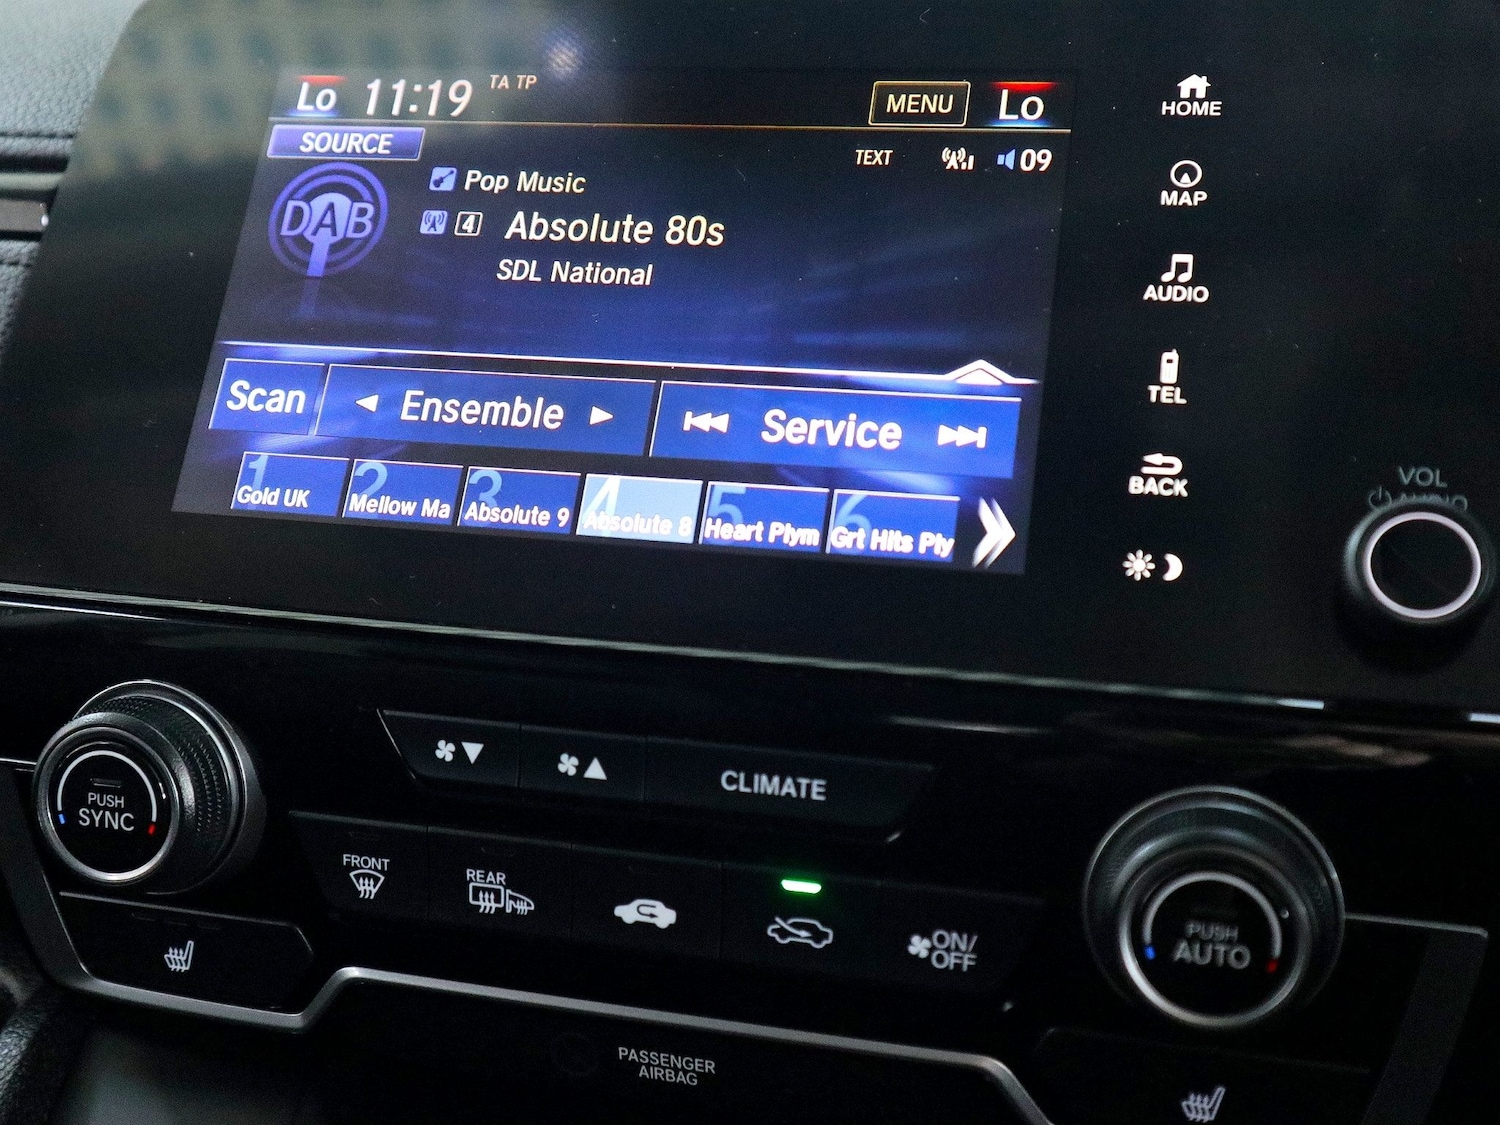 Lo 11:19 TA TP MENU Lo
HOME
SOURCE
TEXT 09
DAB
Pop Music
4 Absolute 80s
SDL National
MAP
AUDIO
TEL
Scan Ensemble Service
1 Gold UK
2 Mellow Ma
3 Absolute 9
4 Absolute 8
5 Heart Plym
6 Grt Hits Ply
BACK
VOL
AUDIO
PUSH
SYNC
CLIMATE
FRONT
REAR
ON/
OFF
PUSH
AUTO
PASSENGER
AIRBAG